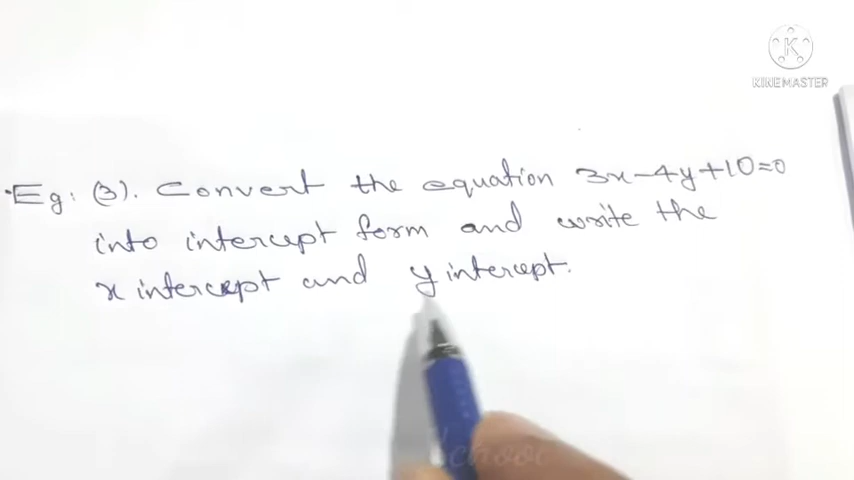 K
KINEMASTER
Eg: (3). Convert the equation 3x-4y+10=0
into intercept form and write the
x intercept and y intercept.
School